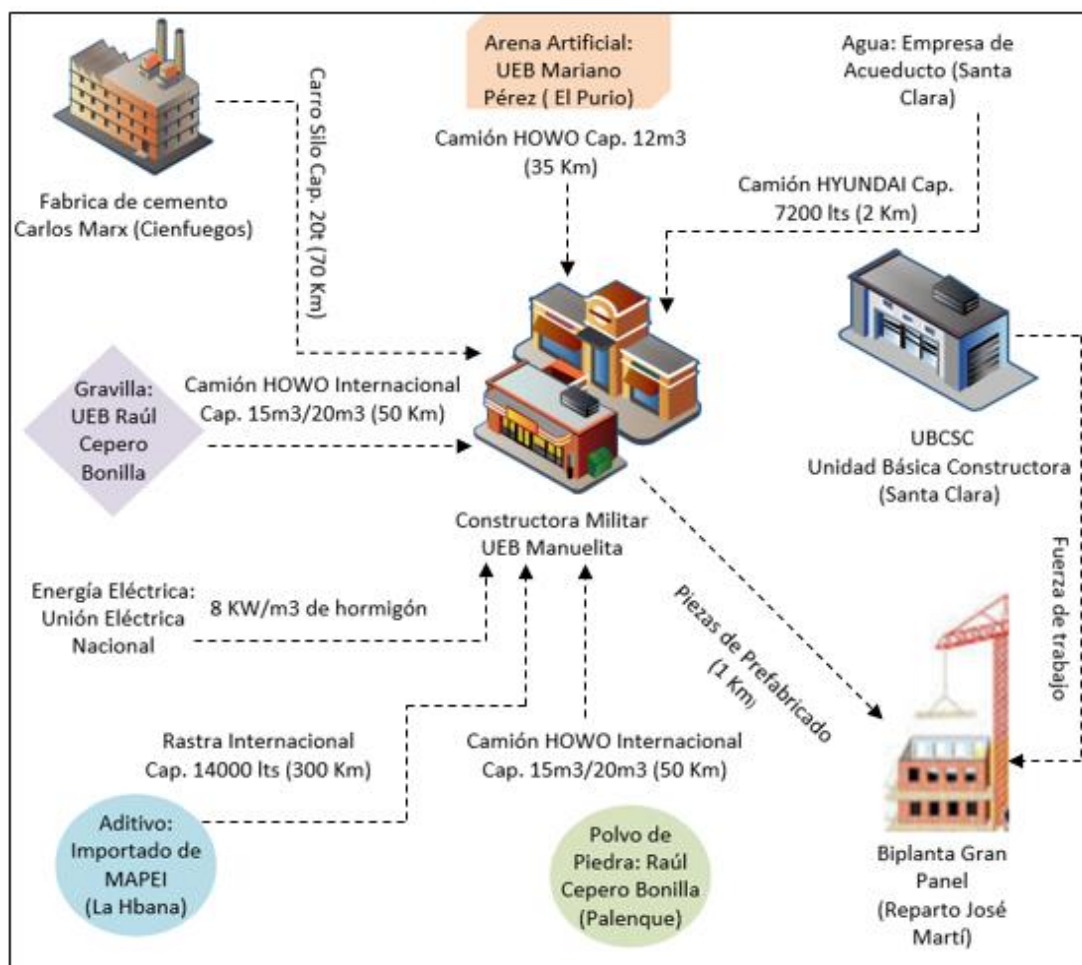 Arena Artificial:
UEB Mariano
Pérez ( El Purio)
Agua: Empresa de
Acueducto (Santa
Clara)
Carro Silo Cap. 20t (70 Km)
Camión HOWO Cap. 12m3
(35 Km)
Camión HYUNDAI Cap.
7200 lts (2 Km)
Fabrica de cemento
Carlos Marx (Cienfuegos)
Gravilla:
UEB Raúl
Cepero
Bonilla
Camión HOWO Internacional
Cap. 15m3/20m3 (50 Km)
UBCSC
Unidad Básica Constructora
(Santa Clara)
Constructora Militar
UEB Manuelita
Fuerza de trabajo
Energía Eléctrica:
Unión Eléctrica
Nacional
8 KW/m3 de hormigón
Piezas de Prefabricado
(1 Km)
Rastra Internacional
Cap. 14000 lts (300 Km)
Camión HOWO Internacional
Cap. 15m3/20m3 (50 Km)
Aditivo:
Importado de
MAPEI
(La Hbana)
Polvo de
Piedra: Raúl
Cepero Bonilla
(Palenque)
Biplanta Gran
Panel
(Reparto José
Martí)